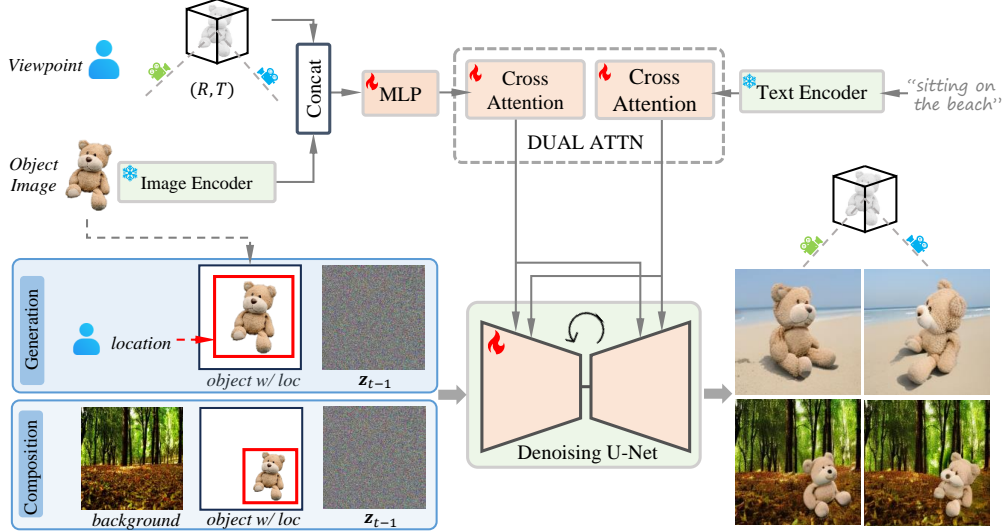 Viewpoint
(R,T)
Concat
MLP
Cross
Attention
Cross
Attention
DUAL ATTN
Text Encoder
“sitting on
the beach”
Object
Image
Image Encoder
Generation
location
object w/ loc
z_{t−1}
Composition
background
object w/ loc
z_{t−1}
Denoising U-Net